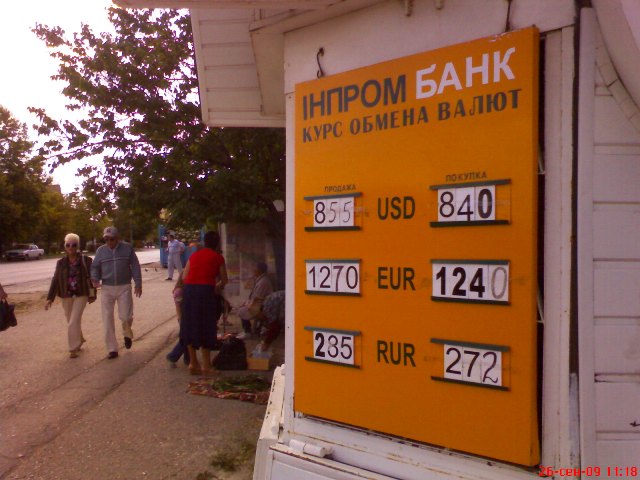 ІНПРОМ БАНК
КУРС ОБМЕНА ВАЛЮТ
ПРОДАЖА ПОКУПКА
855 USD 840
1270 EUR 1240
285 RUR 272
26-сен-09 11:18